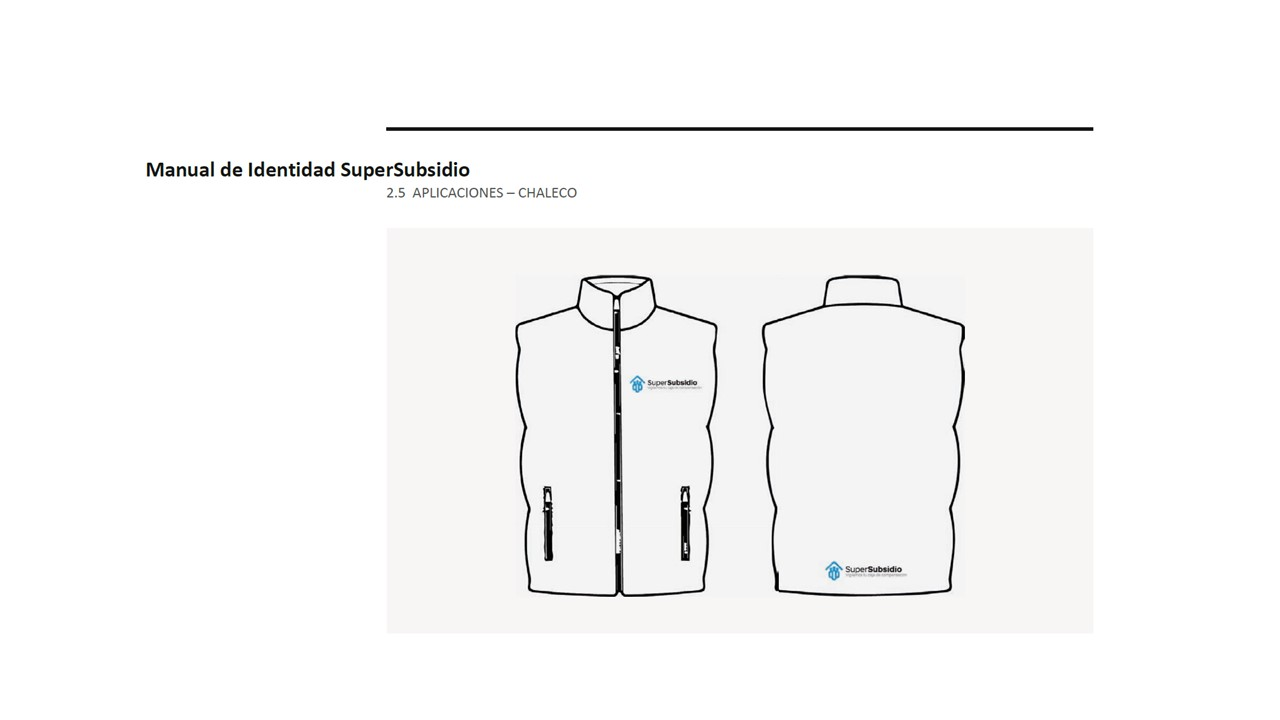 Manual de Identidad SuperSubsidio
2.5 APLICACIONES – CHALECO
SuperSubsidio
SuperSubsidio